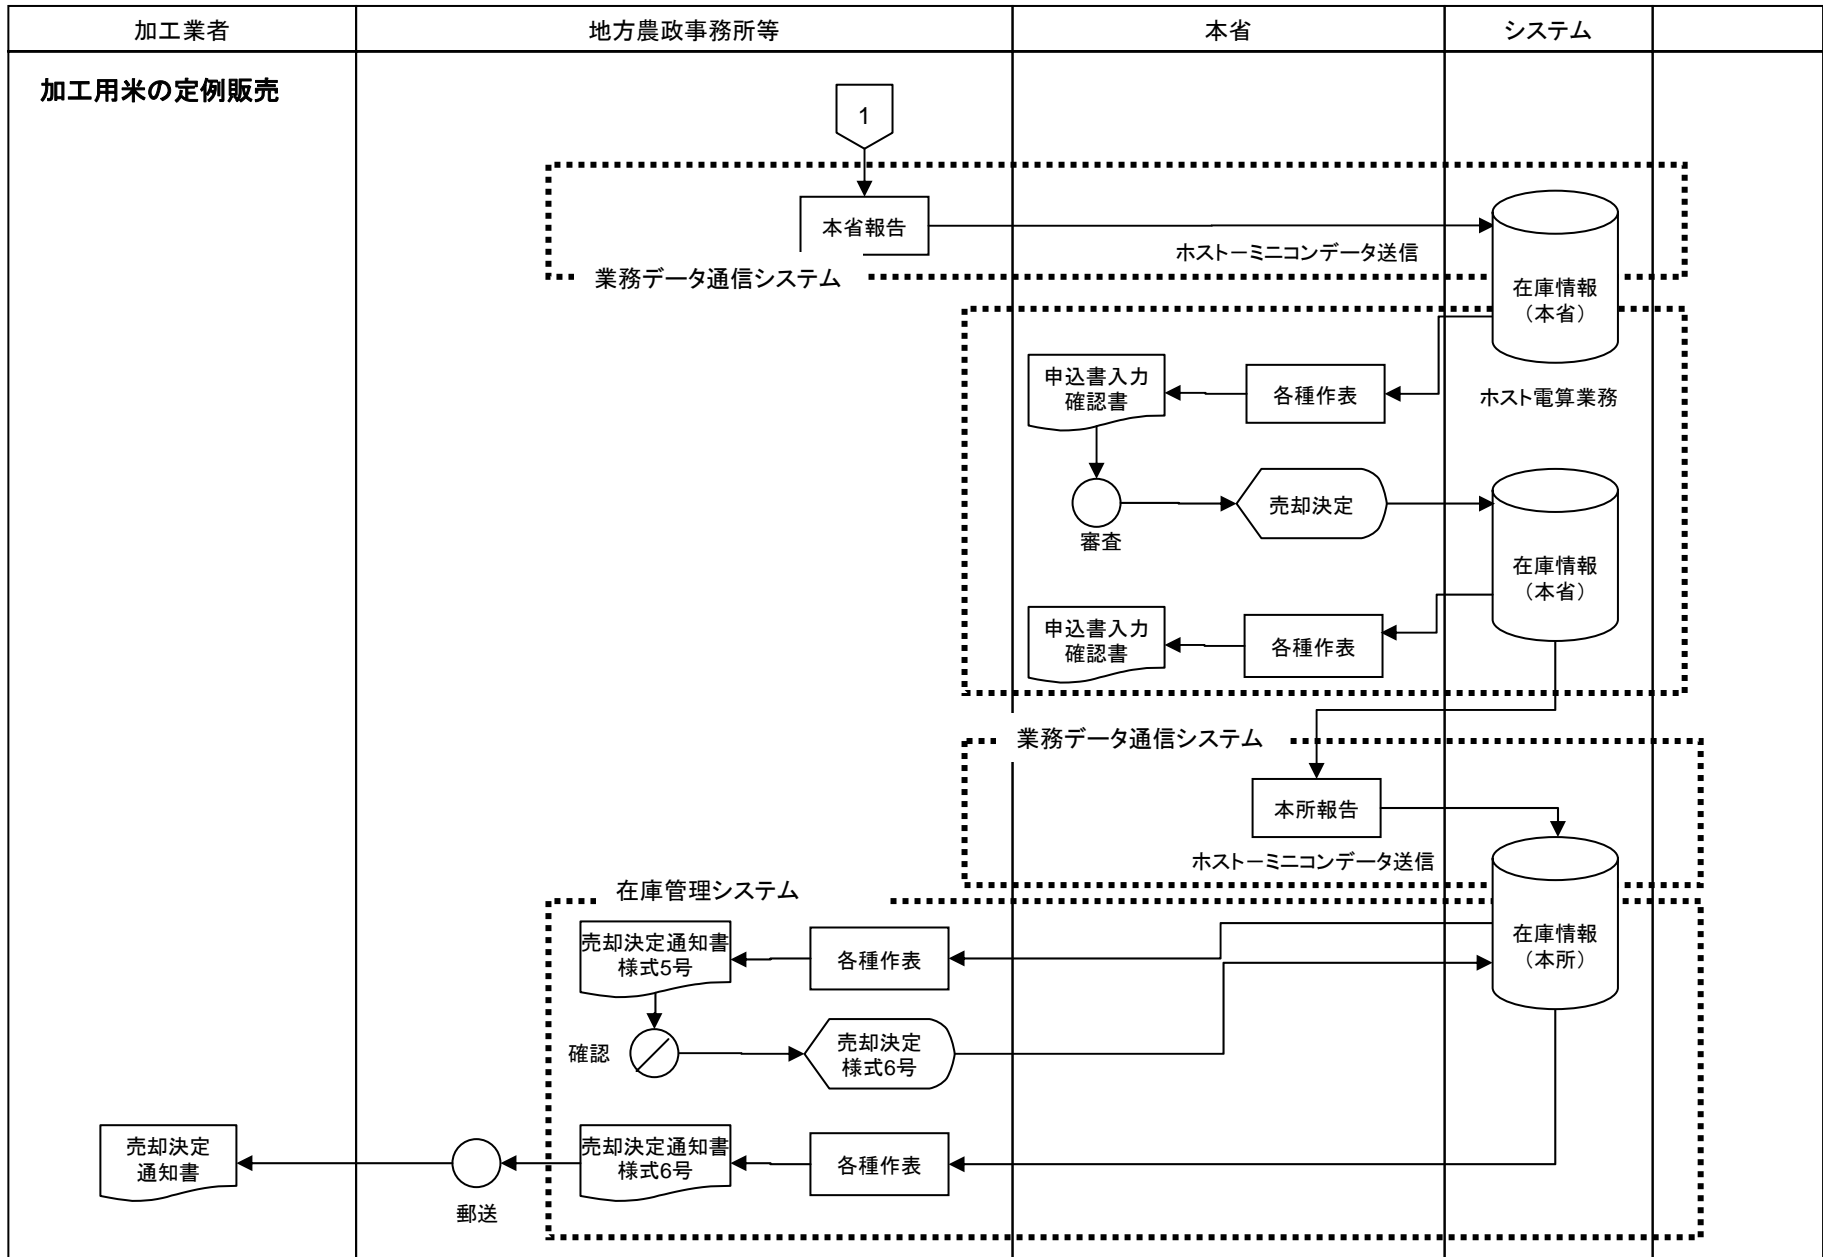 加工業者
地方農政事務所等
本省
システム
加工用米の定例販売
1
本省報告
ホストーミニコンデータ送信
業務データ通信システム
在庫情報
（本省）
申込書入力
確認書
各種作表
ホスト電算業務
審査
売却決定
在庫情報
（本省）
申込書入力
確認書
各種作表
業務データ通信システム
本所報告
ホストーミニコンデータ送信
在庫管理システム
売却決定通知書
様式5号
各種作表
在庫情報
（本所）
確認
売却決定
様式6号
売却決定
通知書
郵送
売却決定通知書
様式6号
各種作表